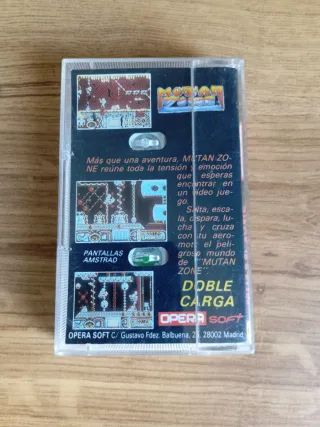 MUTAN
ZONE
Más que una aventura, MUTAN ZO-
NE reúne toda la tensión y emoción
que esperas
encontrar en
un video jue-
go.
Salta, esca-
la, dispara, lu-
cha y cruza
con tu aero-
moto el peli-
groso mundo
de "MUTAN
ZONE".
PANTALLAS
AMSTRAD
DOBLE
CARGA
OPERA SOFT
OPERA SOFT C/ Gustavo Fdez. Balbuena, 25, 28002 Madrid